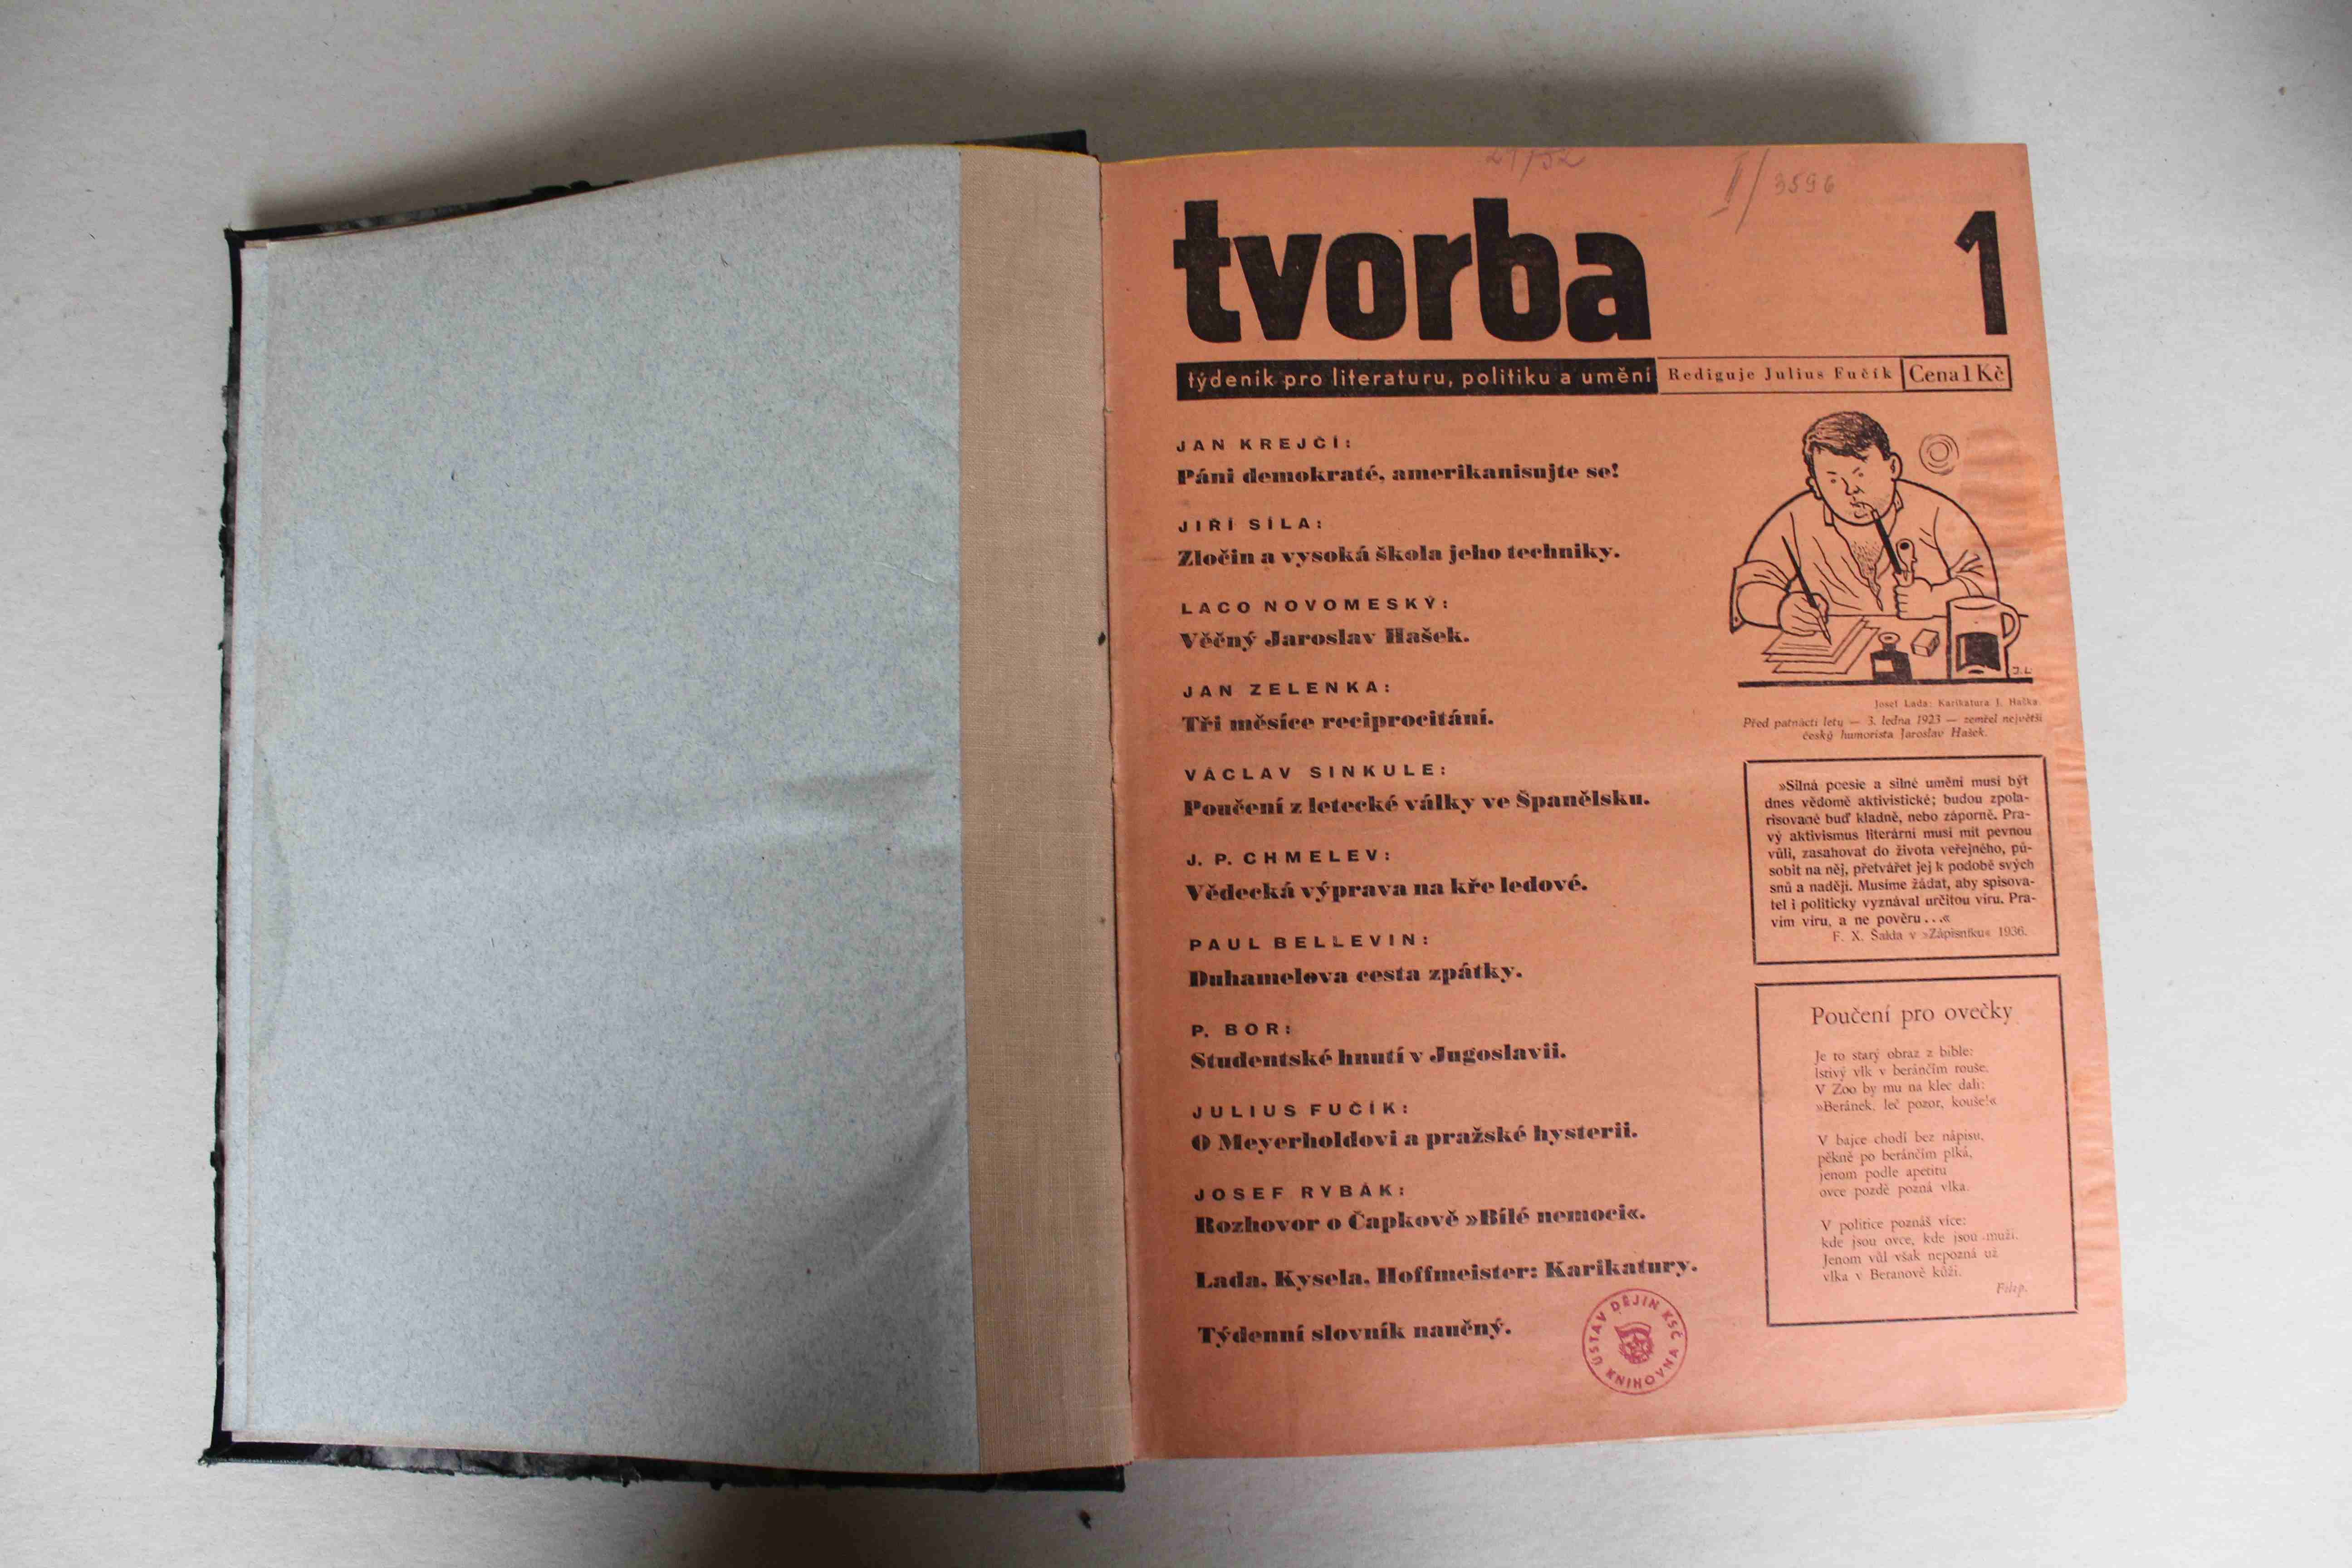 I/3596
tvorba
1
týdeník pro literaturu, politiku a umění
Rediguje Julius Fučík
Cena 1 Kč
JAN KREJČÍ:
Páni demokraté, amerikanisujte se!
JIŘÍ SÍLA:
Zločin a vysoká škola jeho techniky.
LACO NOVOMESKÝ:
Věčný Jaroslav Hašek.
JAN ZELENKA:
Tři měsíce reciprocitání.
VÁCLAV SINKULE:
Poučení z letecké války ve Španělsku.
J. P. CHMELEV:
Vědecká výprava na kře ledové.
PAUL BELLEVIN:
Duhamelova cesta zpátky.
P. BOR:
Studentské hnutí v Jugoslavii.
JULIUS FUČÍK:
O Meyerholdovi a pražské hysterii.
JOSEF RYBÁK:
Rozhovor o Čapkově »Bílé nemoci«.
Lada, Kysela, Hoffmeister: Karikatury.
Týdenní slovník naučný.
ÚSTAV DĚJIN KSČ
KNIHOVNA
J.L.
Josef Lada: Karikatura J. Haška.
Před patnácti lety — 3. ledna 1923 — zemřel největší
český humorista Jaroslav Hašek.
»Silná poesie a silné umění musí být
dnes vědomě aktivistické; budou zpola-
risované buď kladně, nebo záporně. Pra-
vý aktivismus literární musí mít pevnou
vůli, zasahovat do života veřejného, pů-
sobit na něj, přetvářet jej k podobě svých
snů a nadějí. Musíme žádat, aby spisova-
tel i politicky vyznával určitou víru. Pra-
vím víru, a ne pověru...«
F. X. Šalda v »Zápisníku« 1936.
Poučení pro ovečky
Je to starý obraz z bible:
lstivý vlk v beránčím rouše.
V Zoo by mu na klec dali:
»Beránek, leč pozor, kouše!«
V bajce chodí bez nápisu,
pěkně po beránčím plká,
jenom podle apetitu
ovce pozdě pozná vlka.
V politice poznáš více:
kde jsou ovce, kde jsou muži.
Jenom vůl však nepozná už
vlka v Beranově kůži.